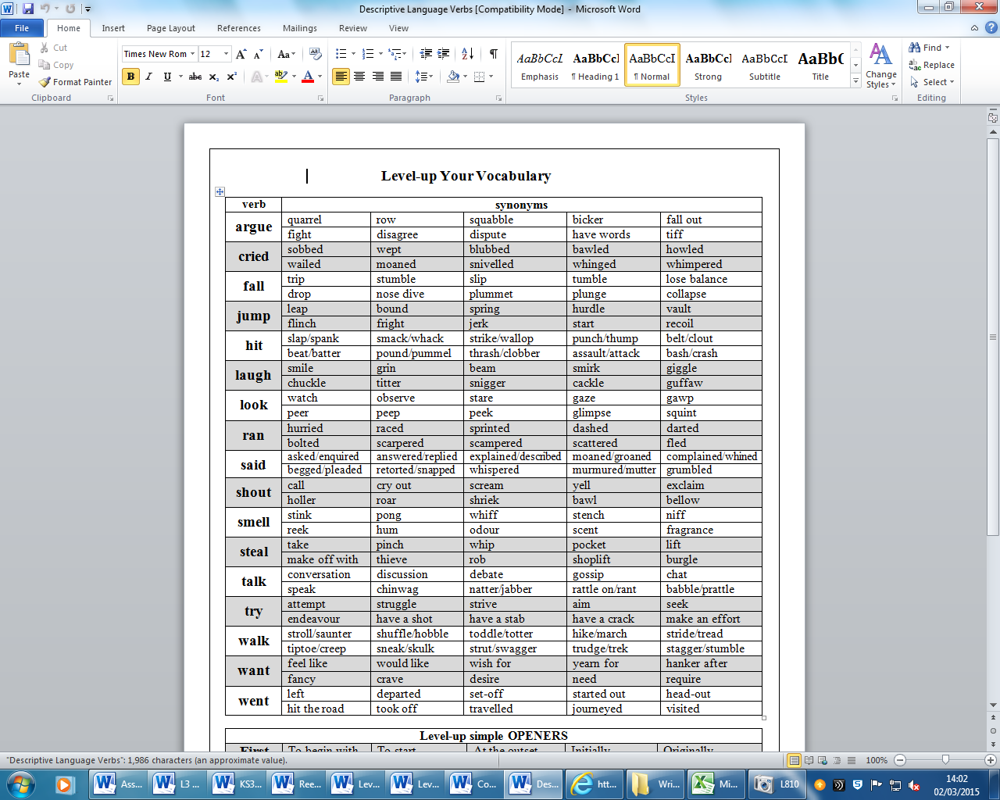 Descriptive Language Verbs [Compatibility Mode] - Microsoft Word
File Home Insert Page Layout References Mailings Review View
Paste
Cut
Copy
Format Painter
Clipboard
Times New Rom 12
B I U abc x₂ x²
Font
Paragraph
AaBbCcI AaBbCcI AaBbCcI AaBbCcI AaBbCcI AaBbC
Emphasis ¶ Heading 1 ¶ Normal Strong Subtitle Title
Styles
Change Styles
Find
Replace
Select
Editing
Level-up Your Vocabulary
verb synonyms
argue
quarrel row squabble bicker fall out
fight disagree dispute have words tiff
cried
sobbed wept blubbed bawled howled
wailed moaned snivelled whinged whimpered
fall
trip stumble slip tumble lose balance
drop nose dive plummet plunge collapse
jump
leap bound spring hurdle vault
flinch fright jerk start recoil
hit
slap/spank smack/whack strike/wallop punch/thump belt/clout
beat/batter pound/pummel thrash/clobber assault/attack bash/crash
laugh
smile grin beam smirk giggle
chuckle titter snigger cackle guffaw
look
watch observe stare gaze gawp
peer peep peek glimpse squint
ran
hurried raced sprinted dashed darted
bolted scarpered scampered scattered fled
said
asked/enquired answered/replied explained/described moaned/groaned complained/whined
begged/pleaded retorted/snapped whispered murmured/mutter grumbled
shout
call cry out scream yell exclaim
holler roar shriek bawl bellow
smell
stink pong whiff stench niff
reek hum odour scent fragrance
steal
take pinch whip pocket lift
make off with thieve rob shoplift burgle
talk
conversation discussion debate gossip chat
speak chinwag natter/jabber rattle on/rant babble/prattle
try
attempt struggle strive aim seek
endeavour have a shot have a stab have a crack make an effort
walk
stroll/saunter shuffle/hobble toddle/totter hike/march stride/tread
tiptoe/creep sneak/skulk strut/swagger trudge/trek stagger/stumble
want
feel like would like wish for yearn for hanker after
fancy crave desire need require
went
left departed set-off started out head-out
hit the road took off travelled journeyed visited
Level-up simple OPENERS
First To begin with To start At the outset Initially Originally
"Descriptive Language Verbs": 1,986 characters (an approximate value).
100%
Ass... L3 ... KS3... Ree... Lev... Lev... Co... Des... htt... Wri... Mi... L810
14:02
02/03/2015